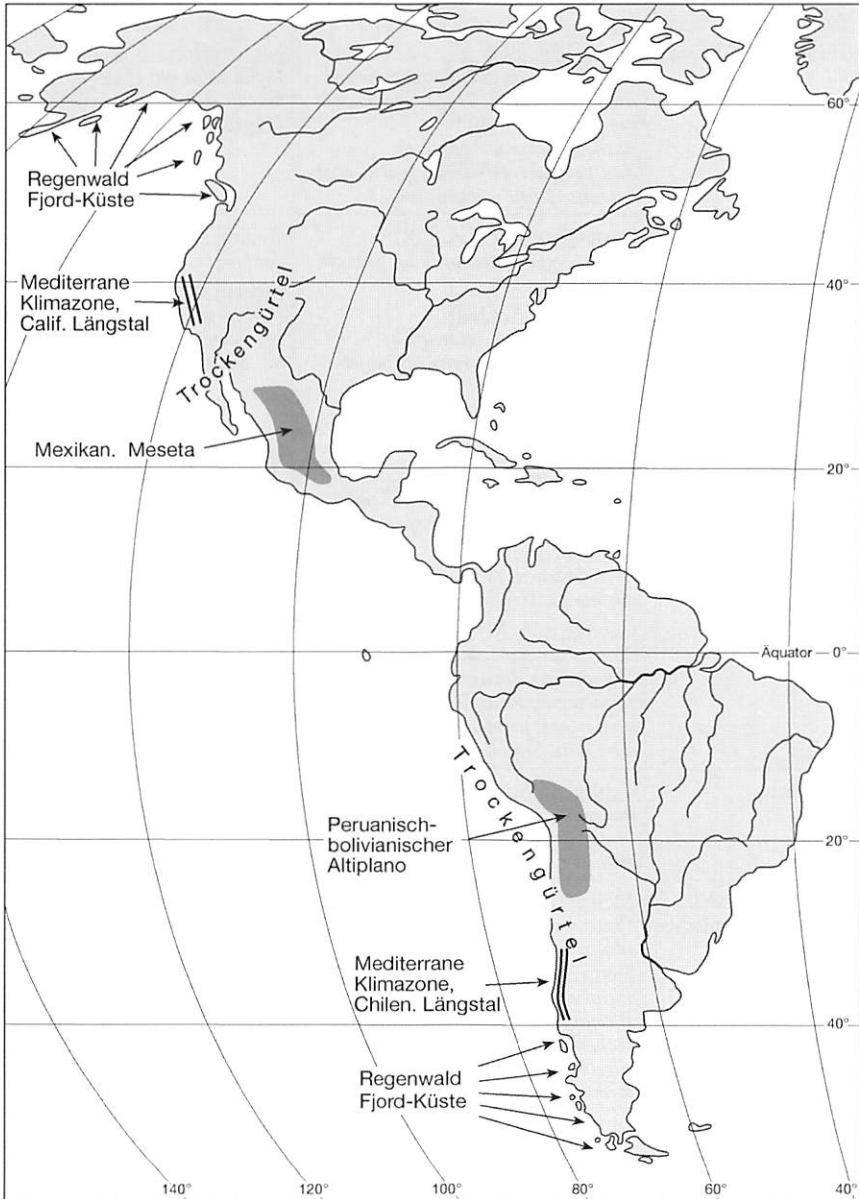 60°
Regenwald
Fjord-Küste
Mediterrane
Klimazone,
Calif. Längstal
40°
Trockengürtel
Mexikan. Meseta
20°
Äquator
0°
Trockengürtel
Peruanisch-
bolivianischer
Altiplano
20°
Mediterrane
Klimazone,
Chilen. Längstal
40°
Regenwald
Fjord-Küste
140°
120°
100°
80°
60°
40°